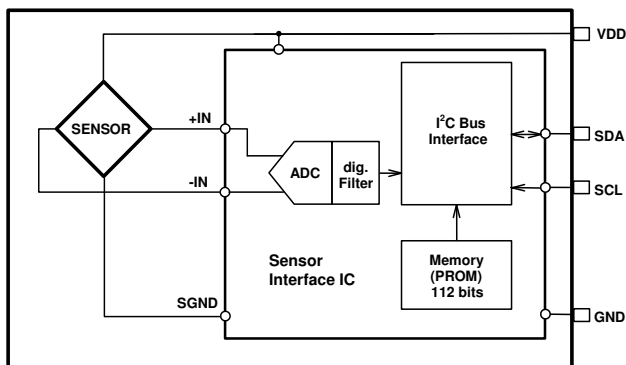 VDD
SENSOR
+IN
-IN
ADC
dig.
Filter
I²C Bus
Interface
SDA
SCL
Sensor
Interface IC
Memory
(PROM)
112 bits
SGND
GND